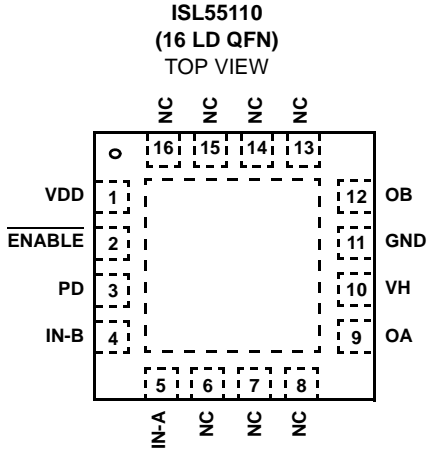 ISL55110
(16 LD QFN)
TOP VIEW
NC NC NC NC
16 15 14 13
VDD 1 12 OB
ENABLE 2 11 GND
PD 3 10 VH
IN-B 4 9 OA
5 6 7 8
IN-A NC NC NC